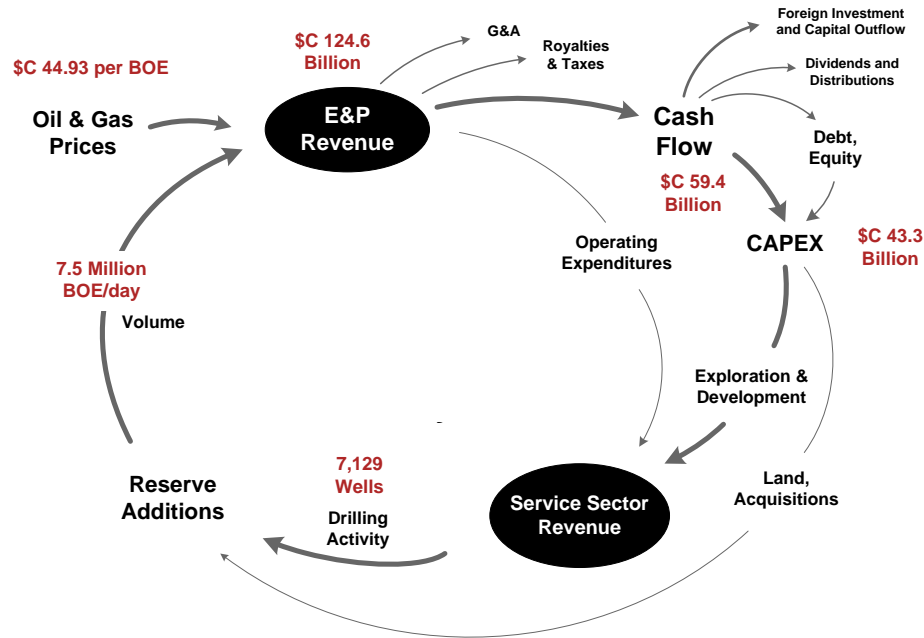 Foreign Investment
and Capital Outflow
G&A
$C 124.6
Billion
Royalties
& Taxes
$C 44.93 per BOE
Dividends and
Distributions
Oil & Gas
Prices
E&P
Revenue
Cash
Flow
Debt,
Equity
$C 59.4
Billion
CAPEX
$C 43.3
Billion
Operating
Expenditures
7.5 Million
BOE/day
Volume
Exploration &
Development
7,129
Wells
Reserve
Additions
Drilling
Activity
Service Sector
Revenue
Land,
Acquisitions